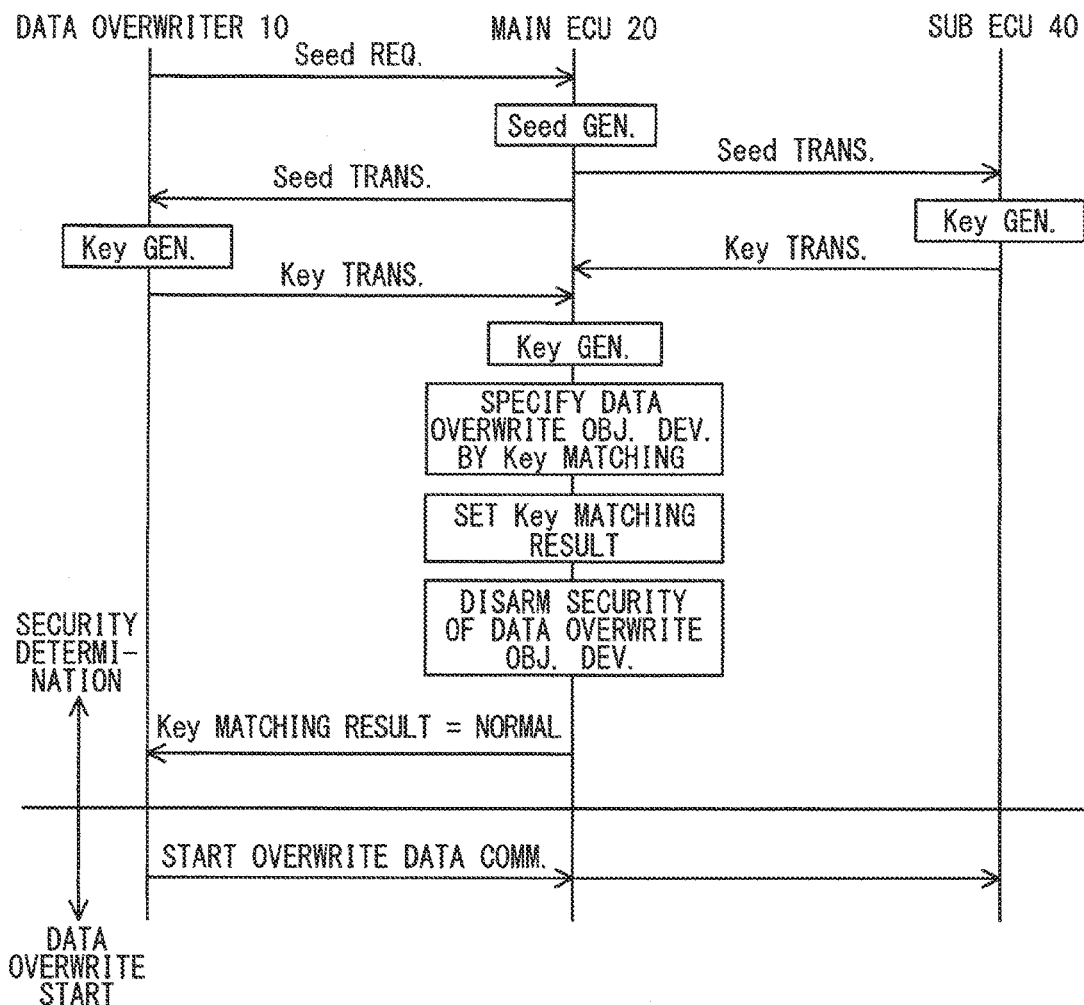 DATA OVERWRITER 10
MAIN ECU 20
SUB ECU 40
Seed REQ.
Seed GEN.
Seed TRANS.
Seed TRANS.
Key GEN.
Key GEN.
Key TRANS.
Key TRANS.
Key GEN.
SPECIFY DATA
OVERWRITE OBJ. DEV.
BY Key MATCHING
SET Key MATCHING
RESULT
DISARM SECURITY
OF DATA OVERWRITE
OBJ. DEV.
SECURITY
DETERMI-
NATION
Key MATCHING RESULT = NORMAL
START OVERWRITE DATA COMM.
DATA
OVERWRITE
START